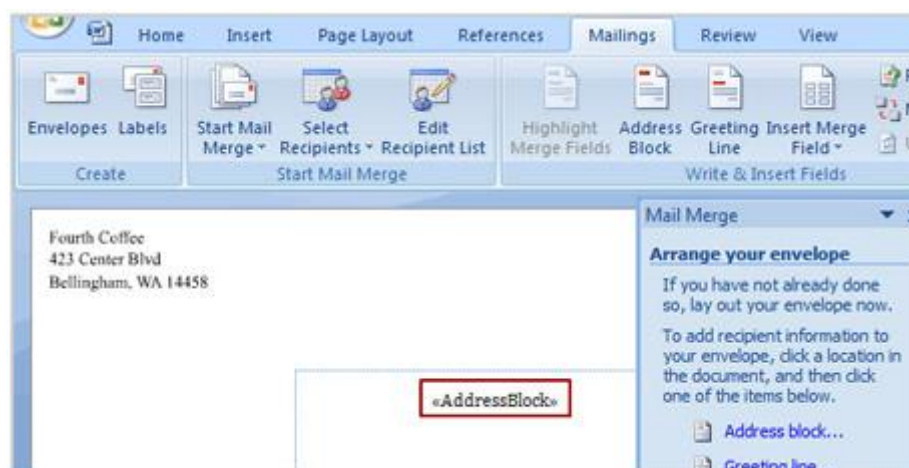 Home Insert Page Layout References Mailings Review View
Envelopes Labels Start Mail Merge Select Recipients Edit Recipient List Highlight Merge Fields Address Block Greeting Line Insert Merge Field
Create Start Mail Merge Write & Insert Fields
Mail Merge
Fourth Coffee
423 Center Blvd
Bellingham, WA 14458
«AddressBlock»
Arrange your envelope
If you have not already done
so, lay out your envelope now.
To add recipient information to
your envelope, click a location in
the document, and then click
one of the items below.
Address block...
Greeting line